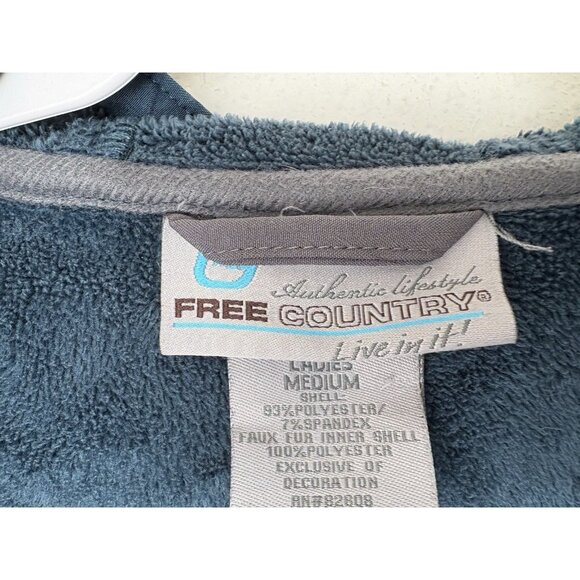 Authentic lifestyle
FREE COUNTRY®
Live in it!
LADIES
MEDIUM
SHELL-
93%POLYESTER/
7%SPANDEX
FAUX FUR INNER SHELL
100%POLYESTER
EXCLUSIVE OF
DECORATION
RN#82608